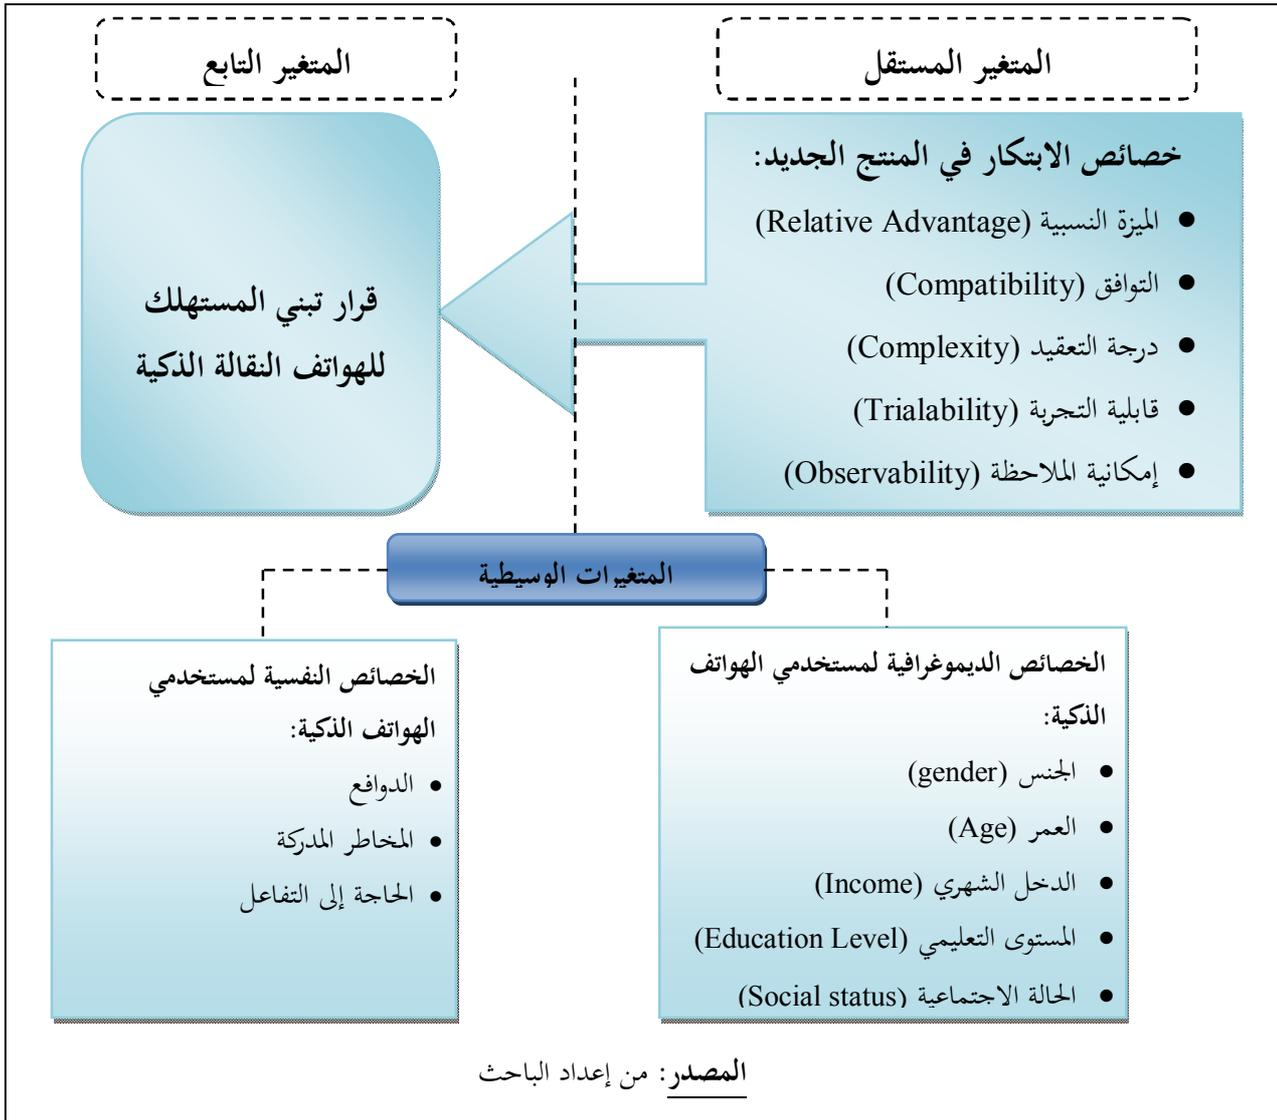 المتغير المستقل
المتغير التابع
خصائص الابتكار في المنتج الجديد:
● الميزة النسبية (Relative Advantage)
● التوافق (Compatibility)
● درجة التعقيد (Complexity)
● قابلية التجربة (Trialability)
● إمكانية الملاحظة (Observability)
قرار تبني المستهلك
للهواتف النقالة الذكية
المتغيرات الوسيطية
الخصائص الديموغرافية لمستخدمي الهواتف
الذكية:
● الجنس (gender)
● العمر (Age)
● الدخل الشهري (Income)
● المستوى التعليمي (Education Level)
● الحالة الاجتماعية (Social status)
الخصائص النفسية لمستخدمي
الهواتف الذكية:
● الدوافع
● المخاطر المدركة
● الحاجة إلى التفاعل
المصدر: من إعداد الباحث